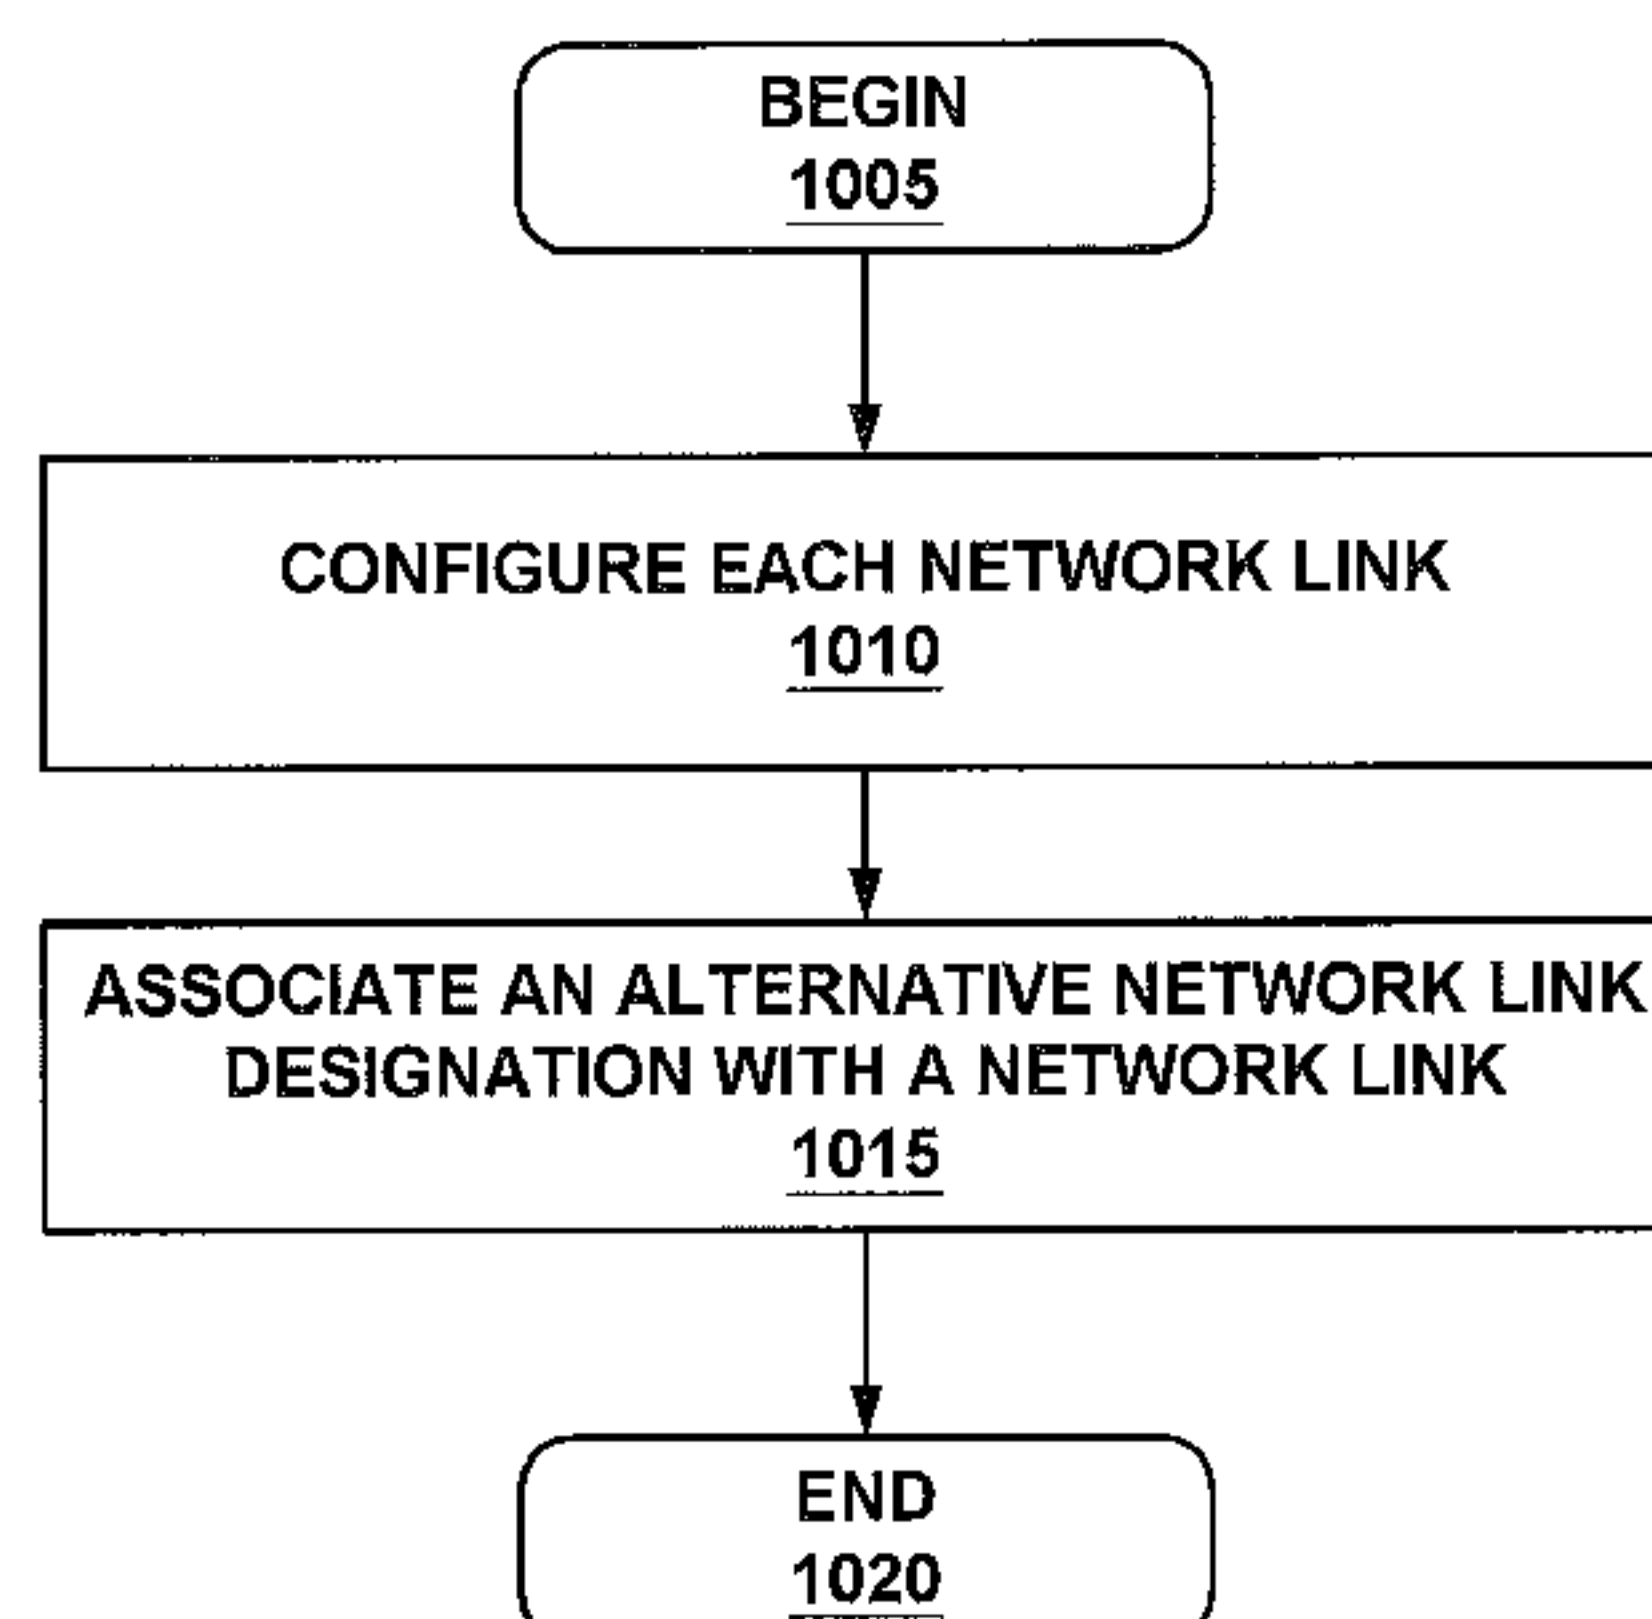 BEGIN
1005
CONFIGURE EACH NETWORK LINK
1010
ASSOCIATE AN ALTERNATIVE NETWORK LINK
DESIGNATION WITH A NETWORK LINK
1015
END
1020